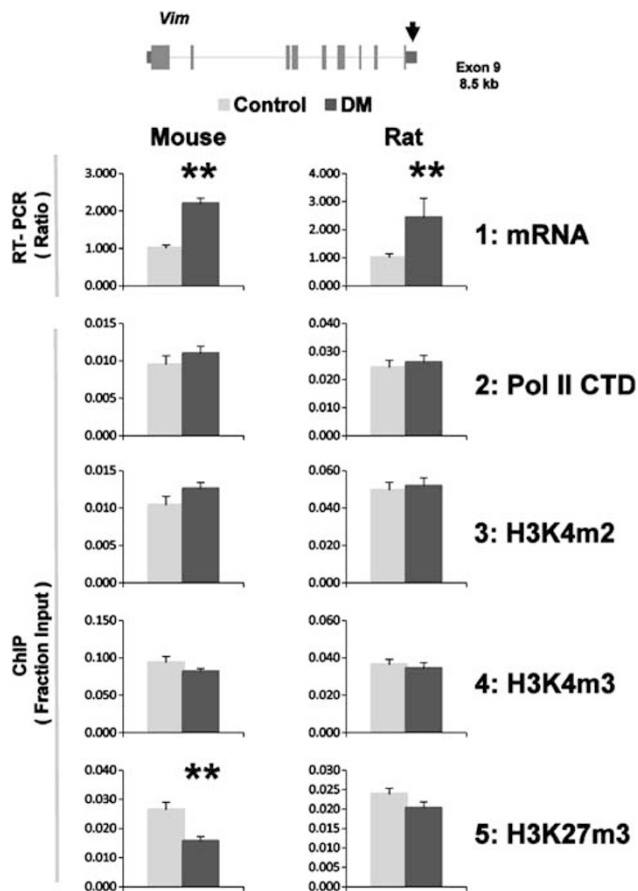 Vim
Exon 9
8.5 kb
Control DM
Mouse Rat
RT- PCR
( Ratio )
** **
3.000 4.000
2.000 3.000
1.000 2.000
0.000 1.000
0.000
1: mRNA
ChIP
( Fraction Input )
0.015 0.040
0.010 0.030
0.005 0.020
0.000 0.010
0.000
2: Pol II CTD
0.015 0.060
0.010 0.040
0.005 0.020
0.000 0.000
3: H3K4m2
0.150 0.060
0.100 0.040
0.050 0.020
0.000 0.000
4: H3K4m3
**
0.040 0.030
0.030 0.025
0.020 0.020
0.010 0.015
0.000 0.010
0.005
0.000
5: H3K27m3